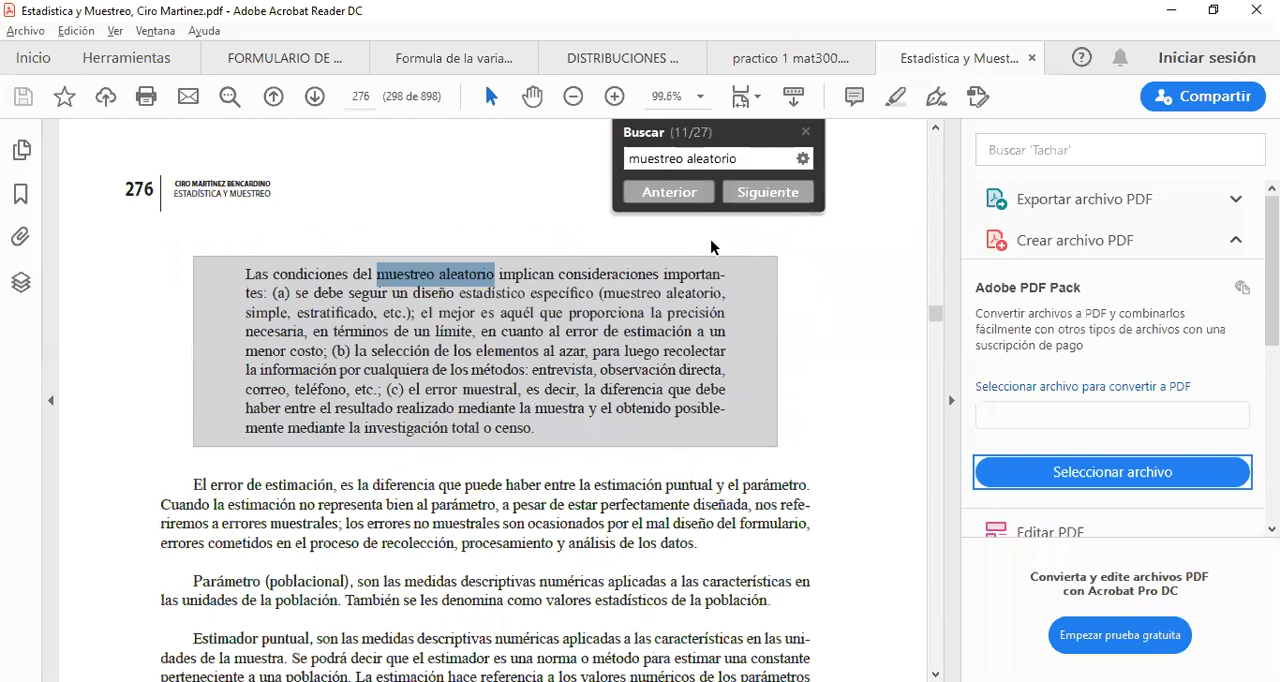 Estadistica y Muestreo, Ciro Martinez.pdf - Adobe Acrobat Reader DC
Archivo Edición Ver Ventana Ayuda
Inicio Herramientas FORMULARIO DE ... Formula de la varia... DISTRIBUCIONES ... practico 1 mat300.... Estadistica y Muest... Iniciar sesión
276 (298 de 898) 99.6% Compartir
Buscar (11/27)
muestreo aleatorio
Anterior Siguiente
276
CIRO MARTÍNEZ BENCARDINO
ESTADÍSTICA Y MUESTREO
Las condiciones del muestreo aleatorio implican consideraciones importan-
tes: (a) se debe seguir un diseño estadístico específico (muestreo aleatorio,
simple, estratificado, etc.); el mejor es aquél que proporciona la precisión
necesaria, en términos de un límite, en cuanto al error de estimación a un
menor costo; (b) la selección de los elementos al azar, para luego recolectar
la información por cualquiera de los métodos: entrevista, observación directa,
correo, teléfono, etc.; (c) el error muestral, es decir, la diferencia que debe
haber entre el resultado realizado mediante la muestra y el obtenido posible-
mente mediante la investigación total o censo.
El error de estimación, es la diferencia que puede haber entre la estimación puntual y el parámetro.
Cuando la estimación no representa bien al parámetro, a pesar de estar perfectamente diseñada, nos refe-
riremos a errores muestrales; los errores no muestrales son ocasionados por el mal diseño del formulario,
errores cometidos en el proceso de recolección, procesamiento y análisis de los datos.
Parámetro (poblacional), son las medidas descriptivas numéricas aplicadas a las características en
las unidades de la población. También se les denomina como valores estadísticos de la población.
Estimador puntual, son las medidas descriptivas numéricas aplicadas a las características en las uni-
dades de la muestra. Se podrá decir que el estimador es una norma o método para estimar una constante
perteneciente a una población. La estimación hace referencia a los valores numéricos de los parámetros
Buscar 'Tachar'
Exportar archivo PDF
Crear archivo PDF
Adobe PDF Pack
Convertir archivos a PDF y combinarlos
fácilmente con otros tipos de archivos con una
suscripción de pago
Seleccionar archivo para convertir a PDF
Seleccionar archivo
Editar PDF
Convierta y edite archivos PDF
con Acrobat Pro DC
Empezar prueba gratuita